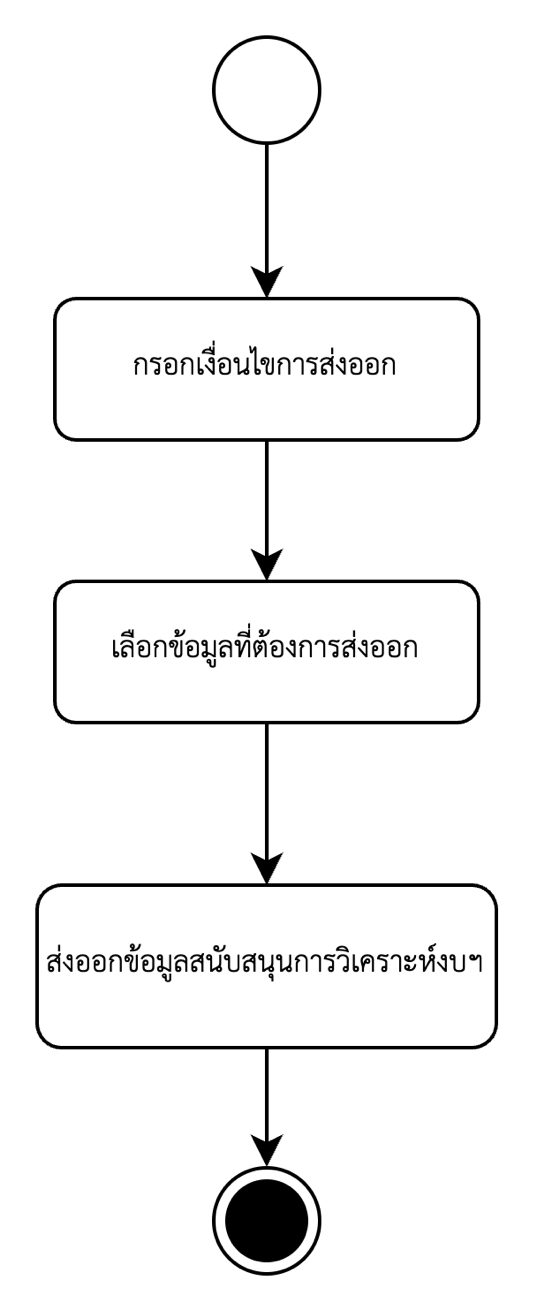 กรอกเงื่อนไขการส่งออก
เลือกข้อมูลที่ต้องการส่งออก
ส่งออกข้อมูลสนับสนุนการวิเคราะห์งบฯ